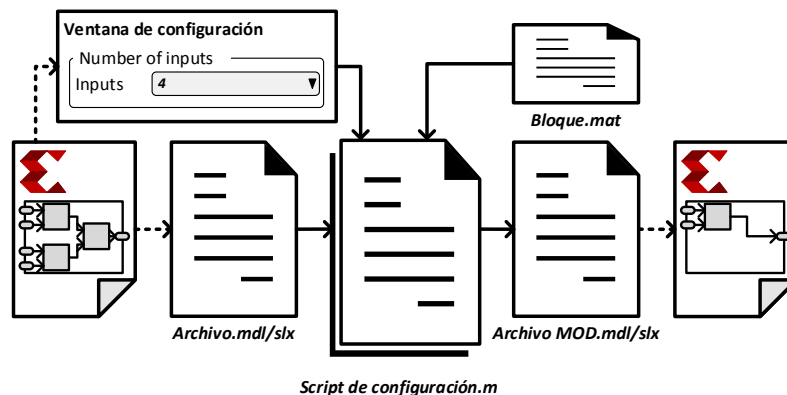 Ventana de configuración
Number of inputs
Inputs
4
Bloque.mat
Archivo.mdl/slx
Archivo MOD.mdl/slx
Script de configuración.m